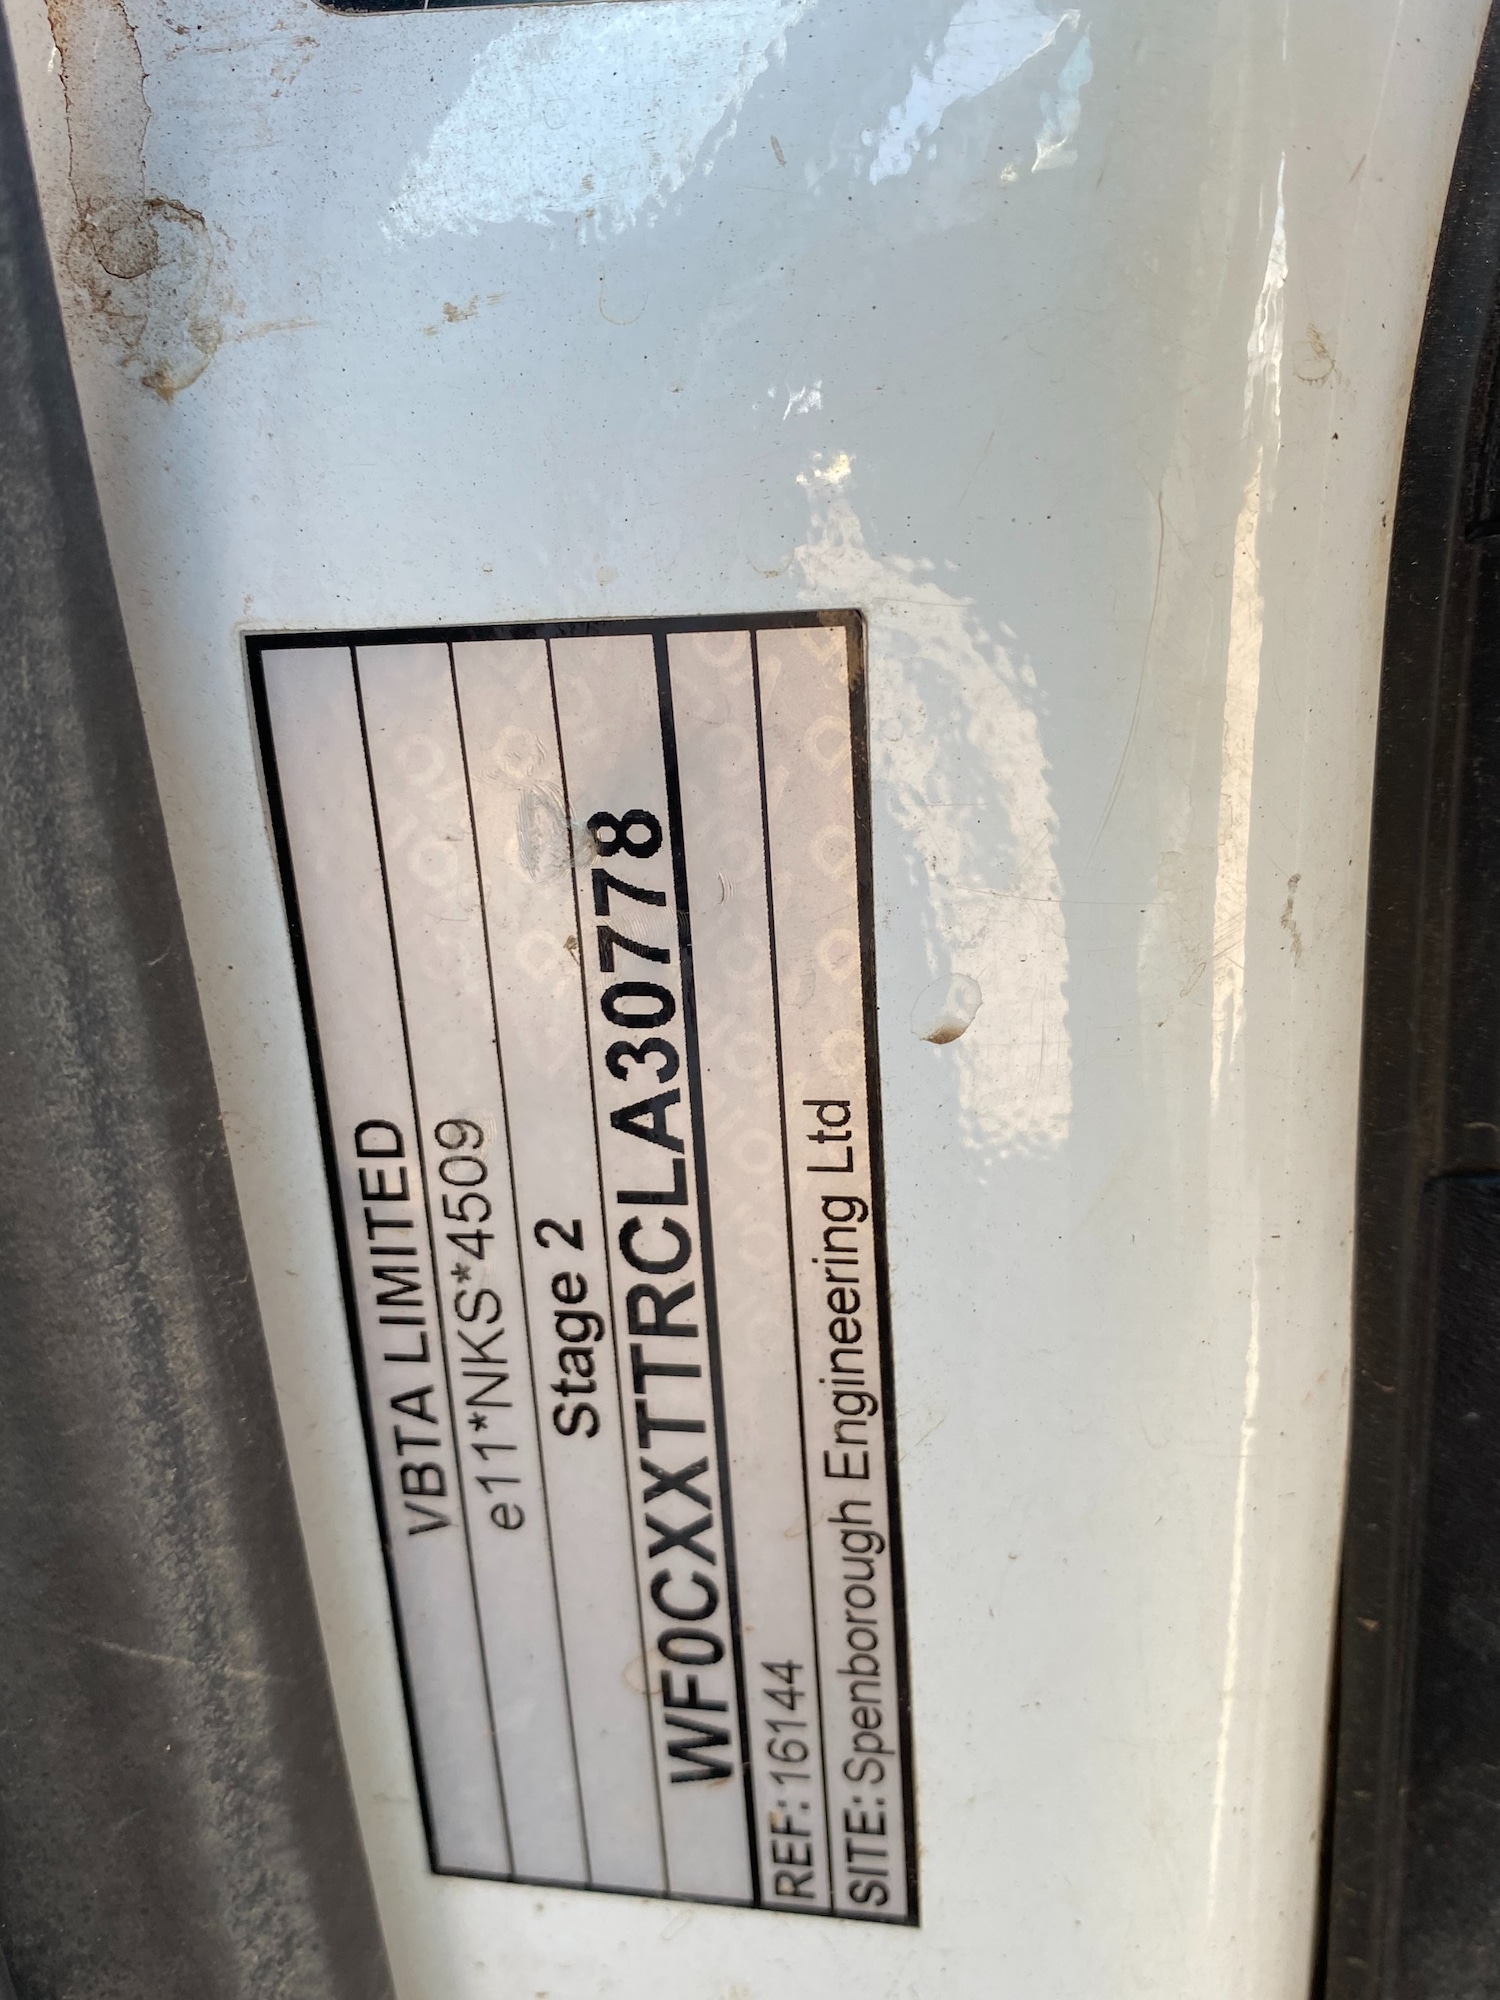 VBTA LIMITED
e11*NKS*4509
Stage 2
WF0CXXTTRCLA30778
REF: 16144
SITE: Spenborough Engineering Ltd